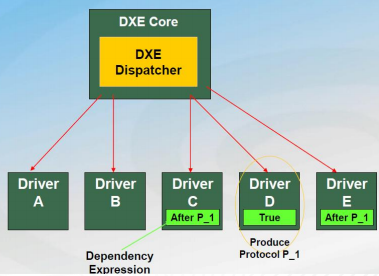 DXE Core
DXE
Dispatcher
Driver
A
Driver
B
Driver
C
After P_1
Driver
D
True
Driver
E
After P_1
Dependency
Expression
Produce
Protocol P_1